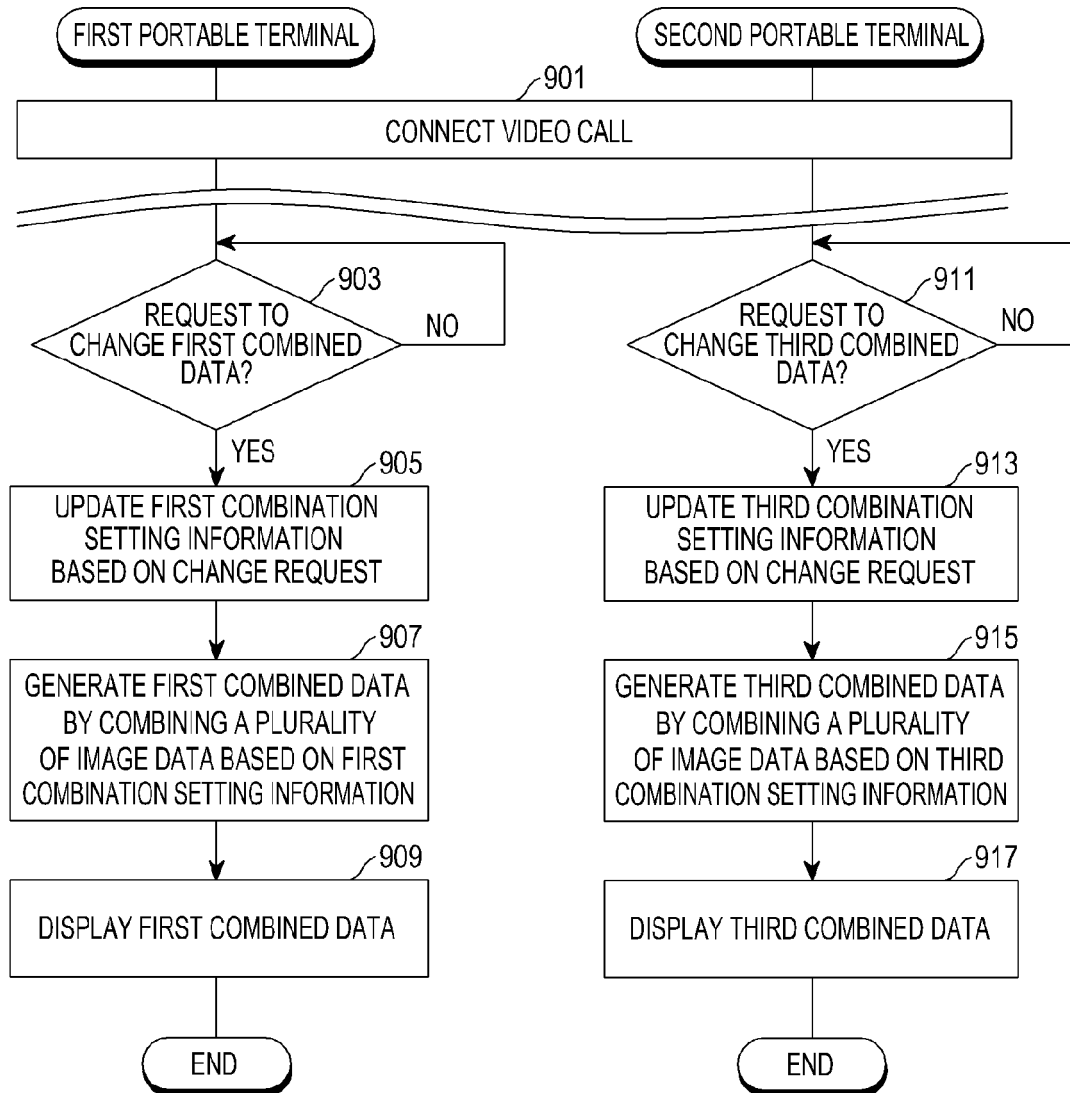 FIRST PORTABLE TERMINAL
SECOND PORTABLE TERMINAL
901
CONNECT VIDEO CALL
903
REQUEST TO
CHANGE FIRST COMBINED
DATA?
NO
YES
905
UPDATE FIRST COMBINATION
SETTING INFORMATION
BASED ON CHANGE REQUEST
907
GENERATE FIRST COMBINED DATA
BY COMBINING A PLURALITY
OF IMAGE DATA BASED ON FIRST
COMBINATION SETTING INFORMATION
909
DISPLAY FIRST COMBINED DATA
END
911
REQUEST TO
CHANGE THIRD COMBINED
DATA?
NO
YES
913
UPDATE THIRD COMBINATION
SETTING INFORMATION
BASED ON CHANGE REQUEST
915
GENERATE THIRD COMBINED DATA
BY COMBINING A PLURALITY
OF IMAGE DATA BASED ON THIRD
COMBINATION SETTING INFORMATION
917
DISPLAY THIRD COMBINED DATA
END